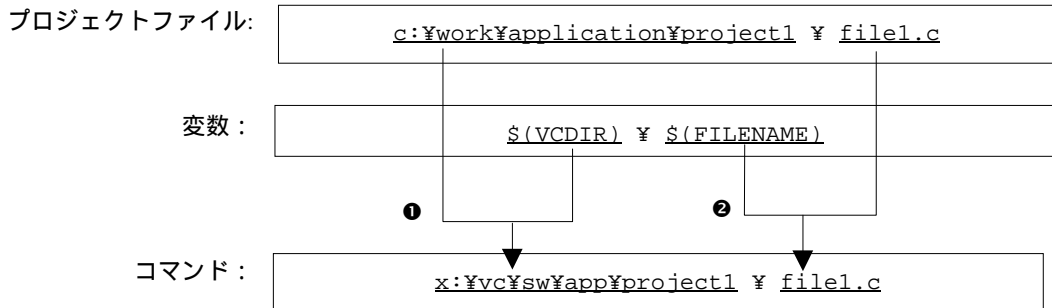 プロジェクトファイル:
c:¥work¥application¥project1 ¥ file1.c
変数：
$(VCDIR) ¥ $(FILENAME)
❶
❷
コマンド：
x:¥vc¥sw¥app¥project1 ¥ file1.c